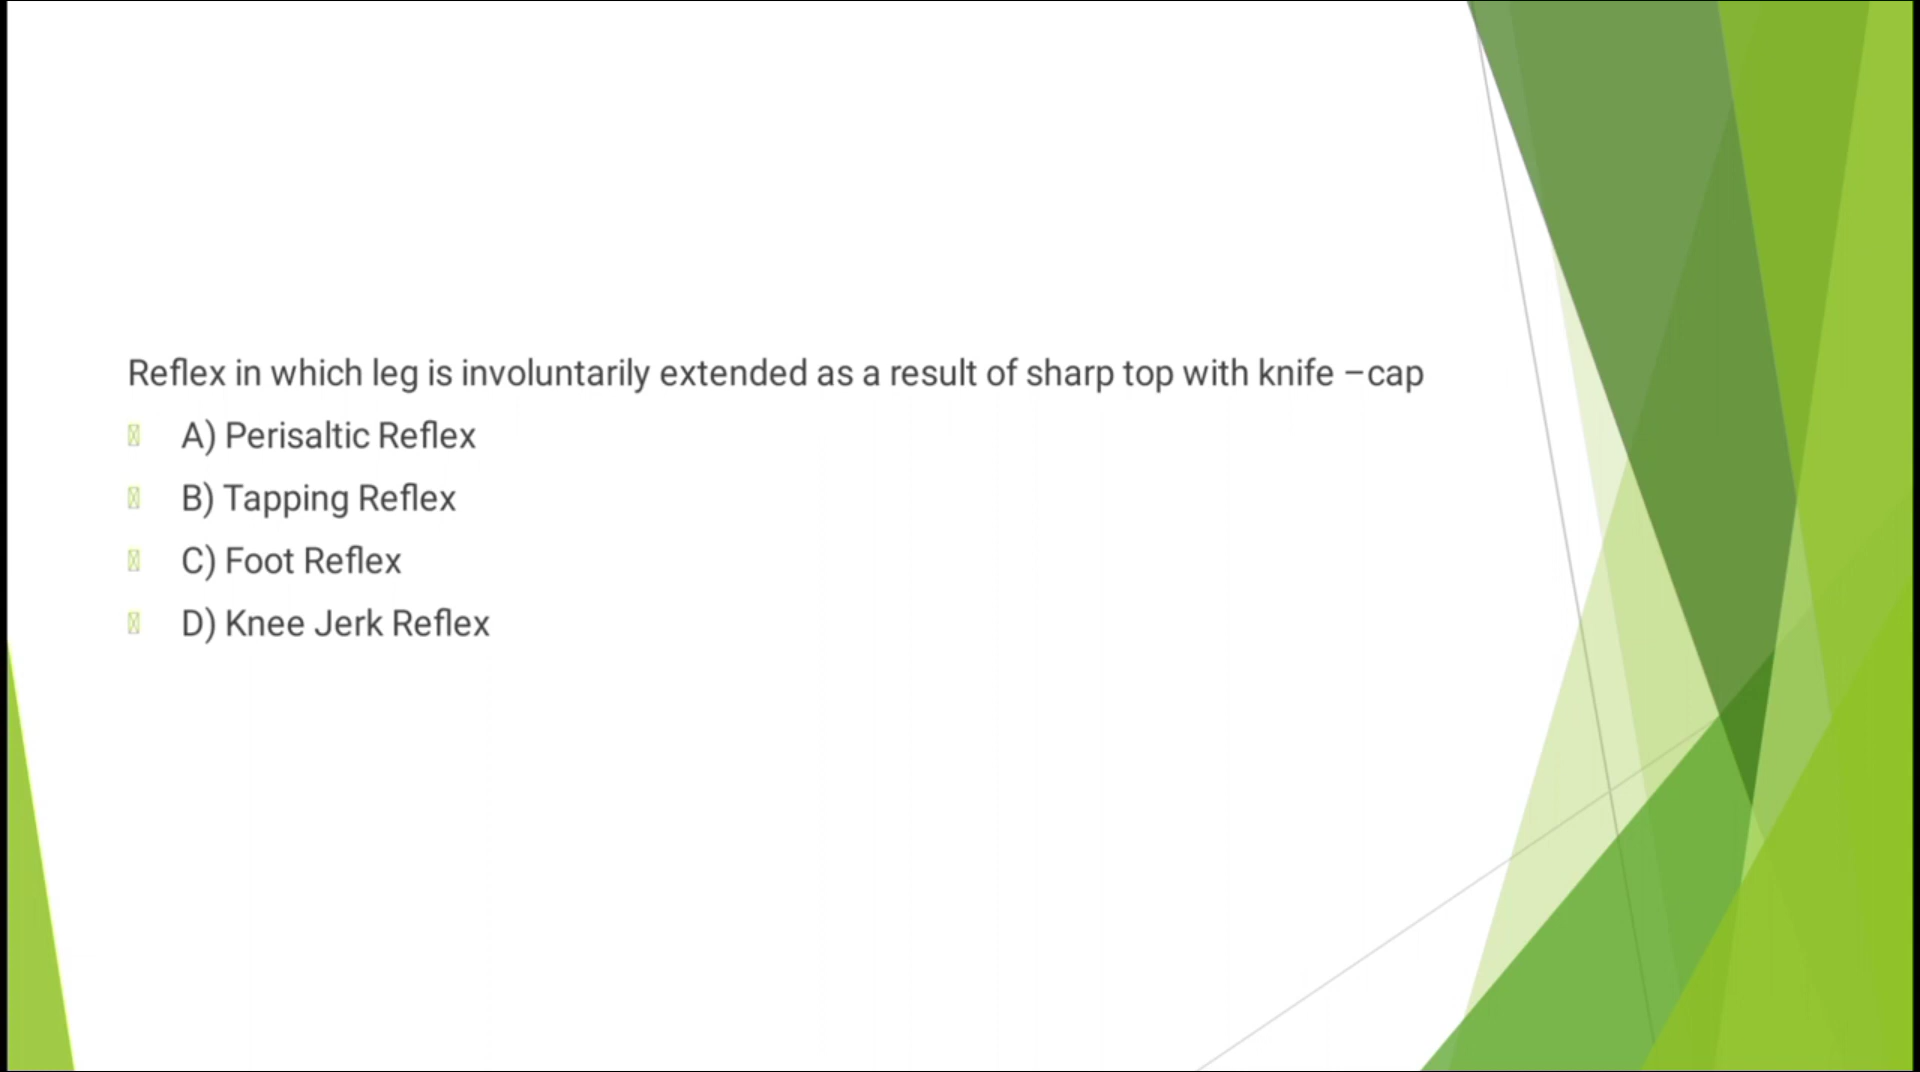 Reflex in which leg is involuntarily extended as a result of sharp top with knife –cap
A) Perisaltic Reflex
B) Tapping Reflex
C) Foot Reflex
D) Knee Jerk Reflex